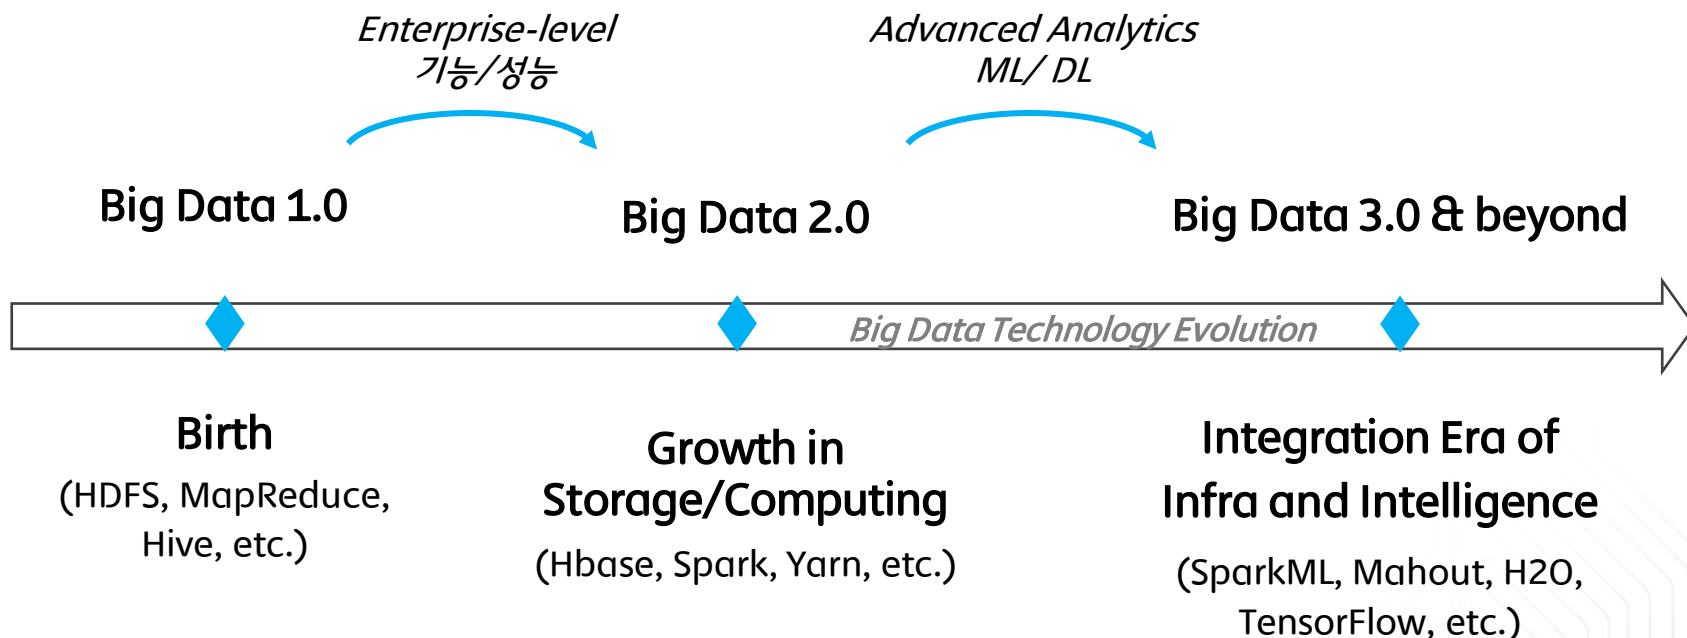 Enterprise-level
기능/성능
Advanced Analytics
ML/ DL
Big Data 1.0
Big Data 2.0
Big Data 3.0 & beyond
Big Data Technology Evolution
Birth
(HDFS, MapReduce,
Hive, etc.)
Growth in
Storage/Computing
(Hbase, Spark, Yarn, etc.)
Integration Era of
Infra and Intelligence
(SparkML, Mahout, H2O,
TensorFlow, etc.)